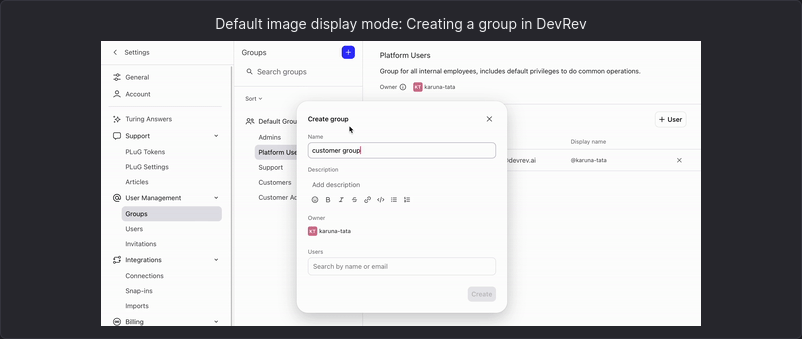 Default image display mode: Creating a group in DevRev
Settings
General
Account
Turing Answers
Support
PLuG Tokens
PLuG Settings
Articles
User Management
Groups
Users
Invitations
Integrations
Connections
Snap-ins
Imports
Billing
Groups
Search groups
Sort
Default Grou
Admins
Platform Use
Support
Customers
Customer Ad
Platform Users
Group for all internal employees, includes default privileges to do common operations.
Owner
KT karuna-tata
+ User
Display name
devrev.ai
@karuna-tata
Create group
Name
customer group
Description
Add description
Owner
KT karuna-tata
Users
Search by name or email
Create